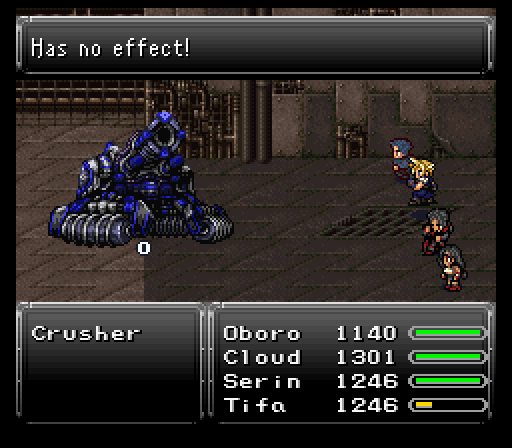 Has no effect!
0
Crusher
Oboro 1140
Cloud 1301
Serin 1246
Tifa 1246